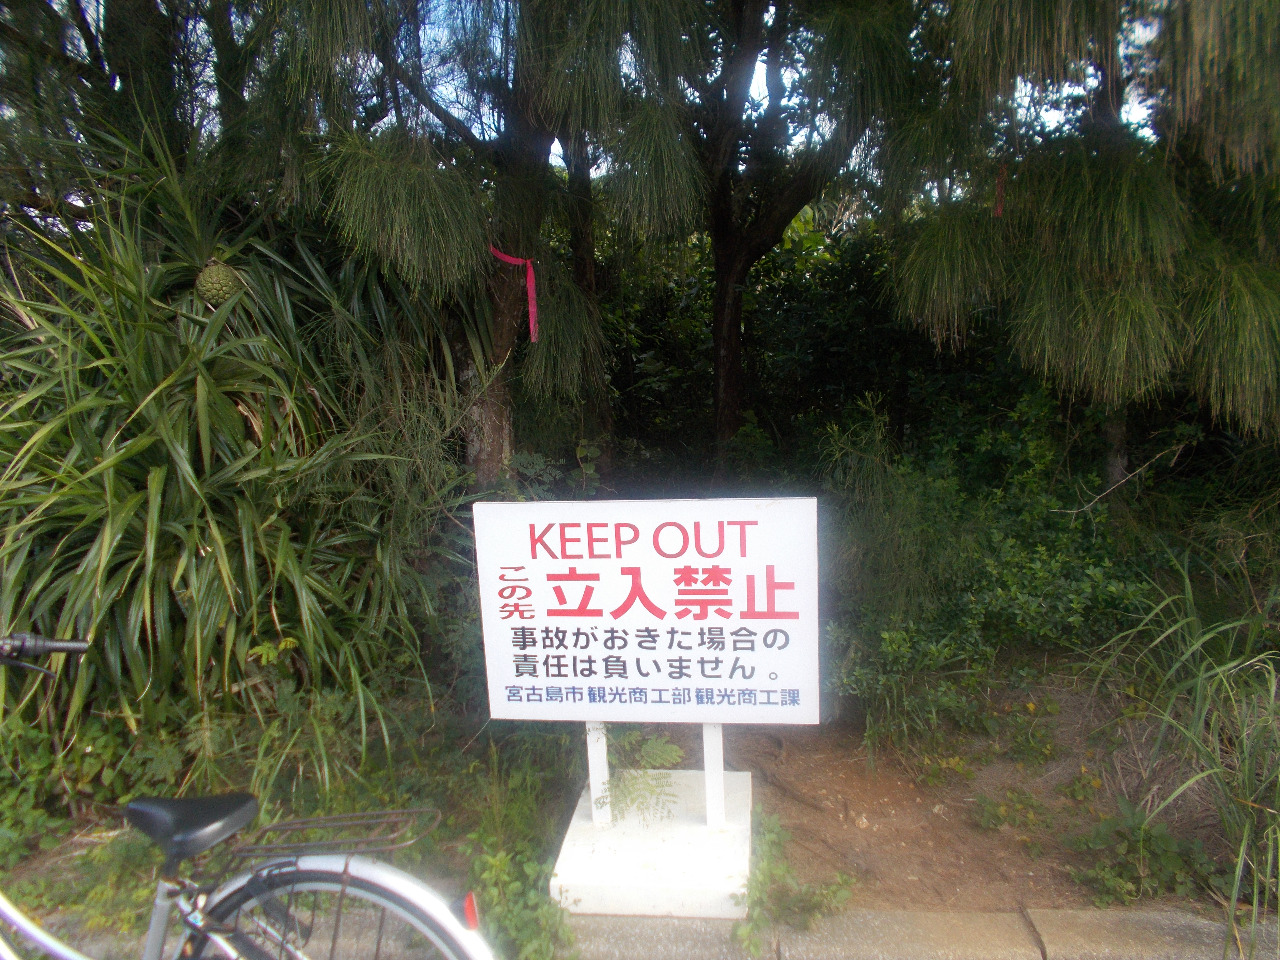 KEEP OUT
この先 立入禁止
事故がおきた場合の
責任は負いません。
宮古島市 観光商工部 観光商工課